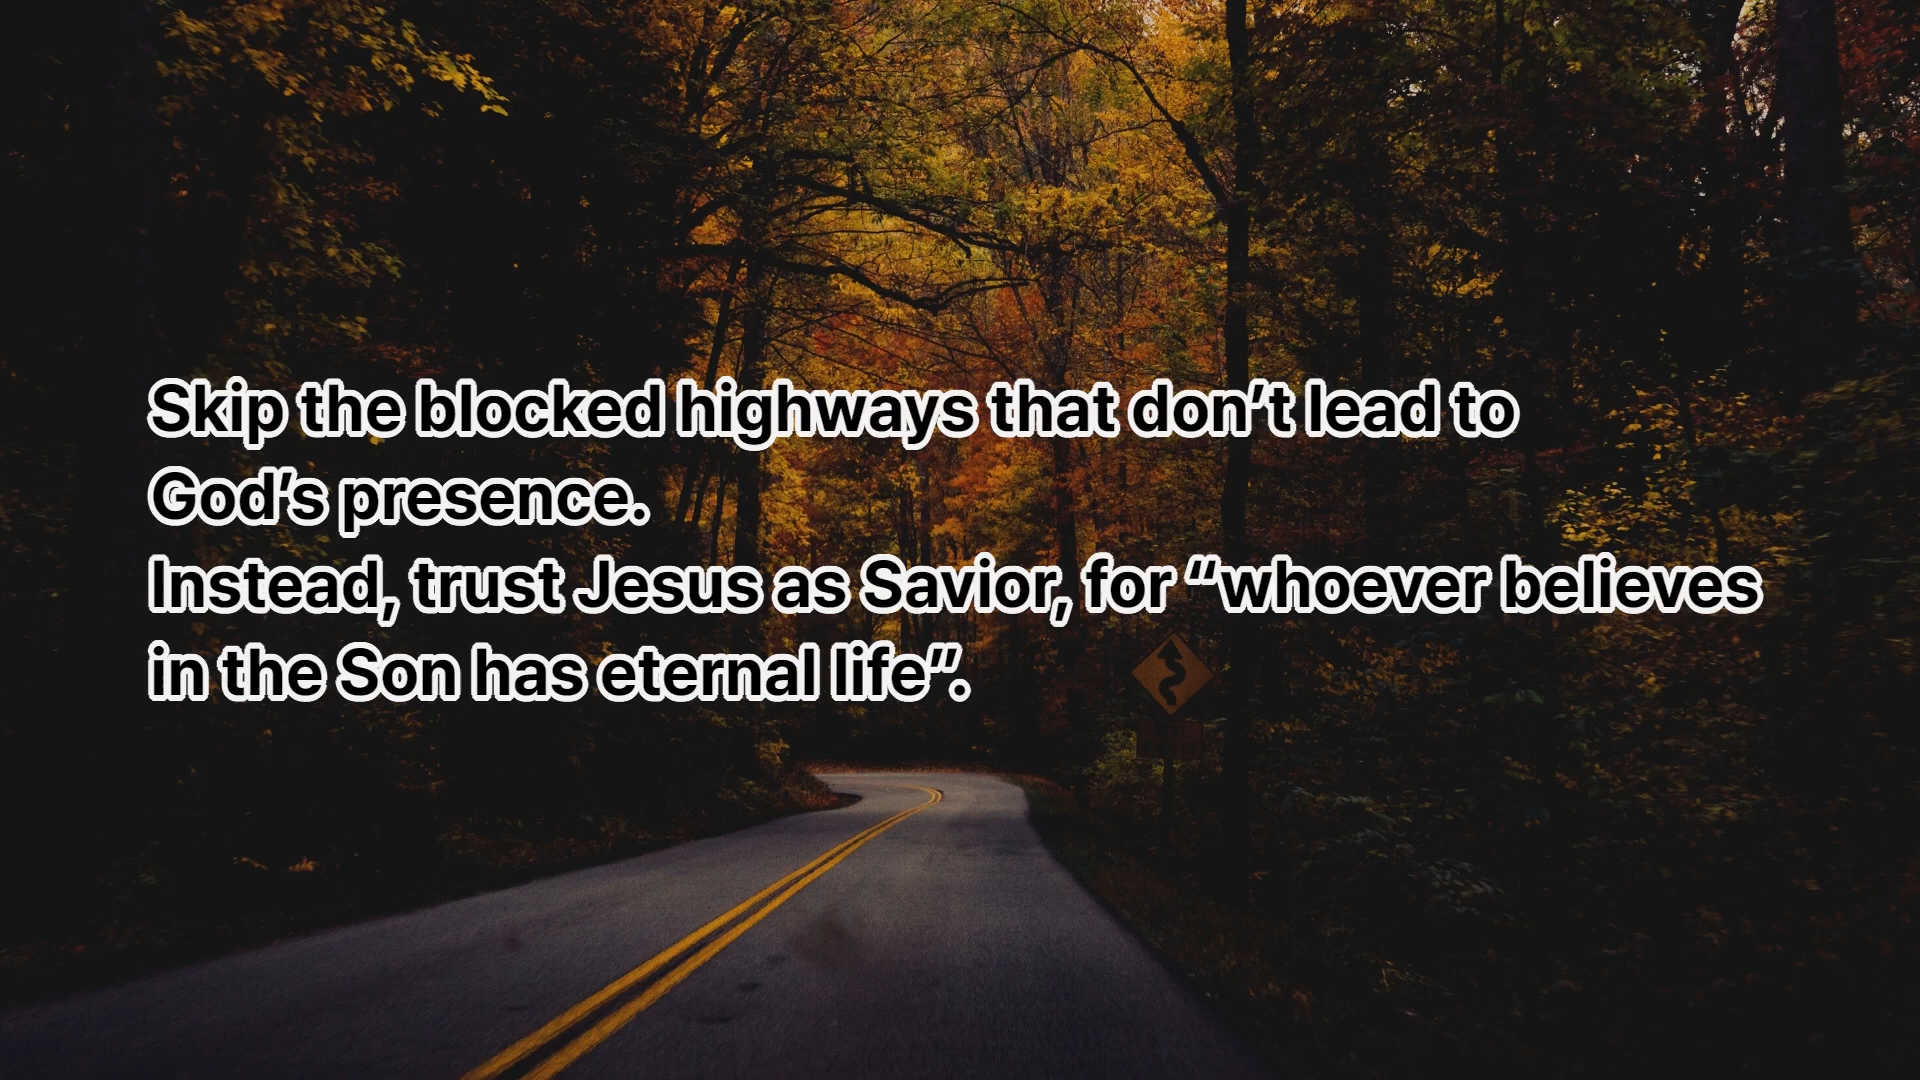 Skip the blocked highways that don’t lead to
God’s presence.
Instead, trust Jesus as Savior, for “whoever believes
in the Son has eternal life”.